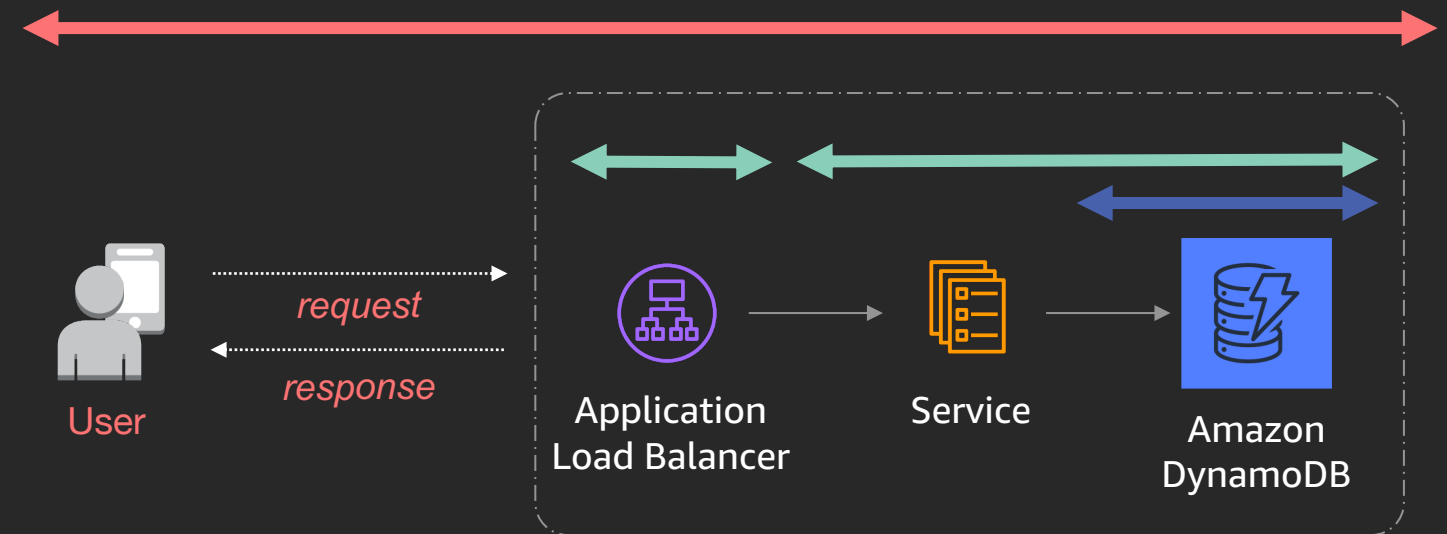 request
response
User
Application
Load Balancer
Service
Amazon
DynamoDB